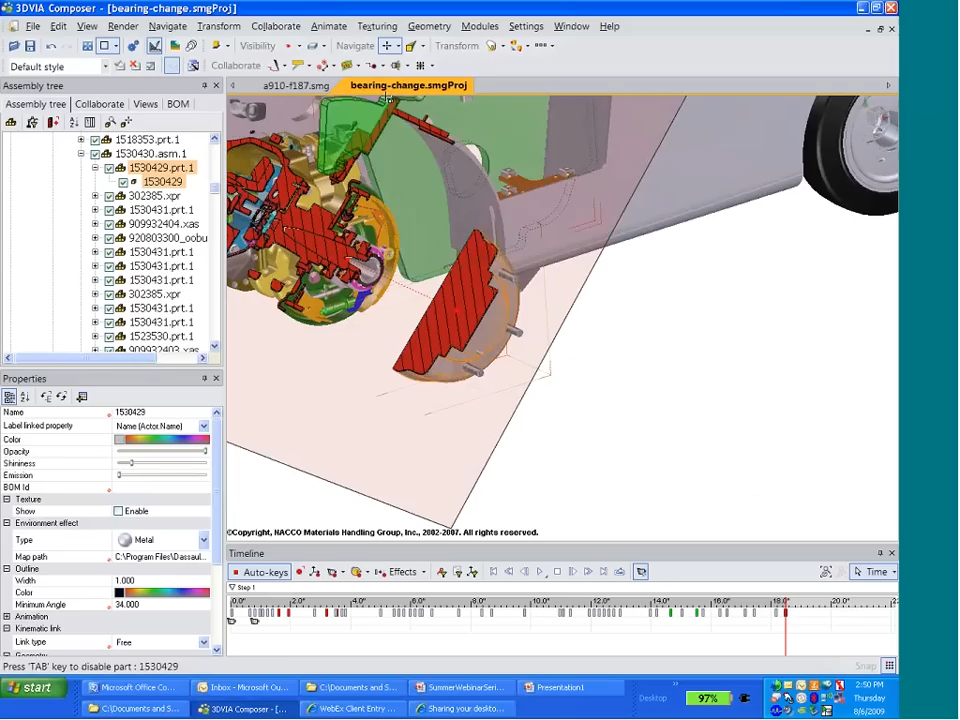 3DVIA Composer - [bearing-change.smgProj]
File Edit View Render Navigate Transform Collaborate Animate Texturing Geometry Modules Settings Window Help
Visibility Navigate Transform
Default style Collaborate
Assembly tree
a910-f187.smg bearing-change.smgProj
Assembly tree Collaborate Views BOM
1518353.prt.1
1530430.asm.1
1530429.prt.1
1530429
302385.xpr
1530431.prt.1
909932404.xas
920803300_oobu
1530431.prt.1
1530431.prt.1
1530431.prt.1
302385.xpr
1530431.prt.1
1530431.prt.1
1523530.prt.1
909932403.xas
Properties
Name 1530429
Label linked property Name (Actor.Name)
Color
Opacity
Shininess
Emission
BOM Id
Texture
Show Enable
Environment effect
Type Metal
Map path C:\Program Files\Dassaul...
Outline
Width 1.000
Color
Minimum Angle 34.000
Animation
Kinematic link
Link type Free
©Copyright, NACCO Materials Handling Group, Inc., 2002-2007. All rights reserved.
Timeline
Auto-keys Effects Time
Step 1
0.0" 2.0" 4.0" 6.0" 8.0" 10.0" 12.0" 14.0" 16.0" 18.0" 20.0"
Press 'TAB' key to disable part : 1530429 Snap
start Microsoft Office Co... Inbox - Microsoft Ou... C:\Documents and S... SummerWebinarSeri... Presentation1
Desktop 97% 2:50 PM
C:\Documents and S... 3DVIA Composer - [... WebEx Client Entry ... Sharing your deskto...
8/6/2009